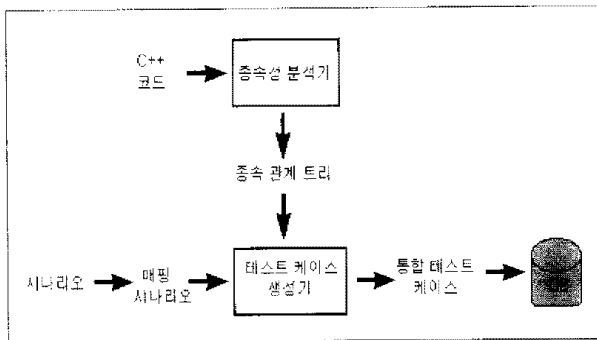 C++
코드
종속성 분석기
종속 관계 트리
시나리오
매핑
시나리오
테스트 케이스
생성기
통합 테스트
케이스